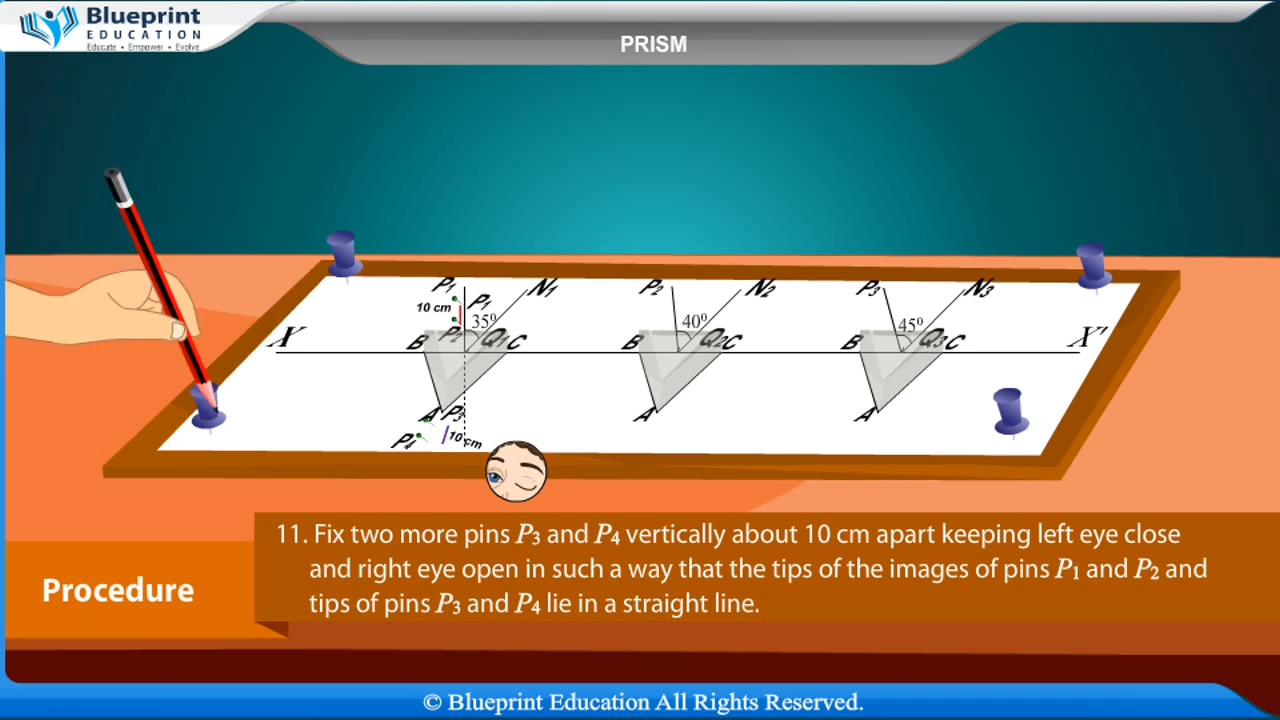 Blueprint
EDUCATION
Educate • Empower • Evolve
PRISM
P1 N1 P2 N2 P3 N3
10 cm P1 35⁰ 40⁰ 45⁰
X B P2 Q1 C B Q2 C B Q3 C X'
A P3 A A
P4 10 cm
11. Fix two more pins P3 and P4 vertically about 10 cm apart keeping left eye close
and right eye open in such a way that the tips of the images of pins P1 and P2 and
tips of pins P3 and P4 lie in a straight line.
Procedure
© Blueprint Education All Rights Reserved.